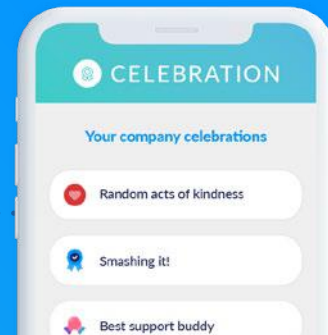 CELEBRATION
Your company celebrations
Random acts of kindness
Smashing it!
Best support buddy